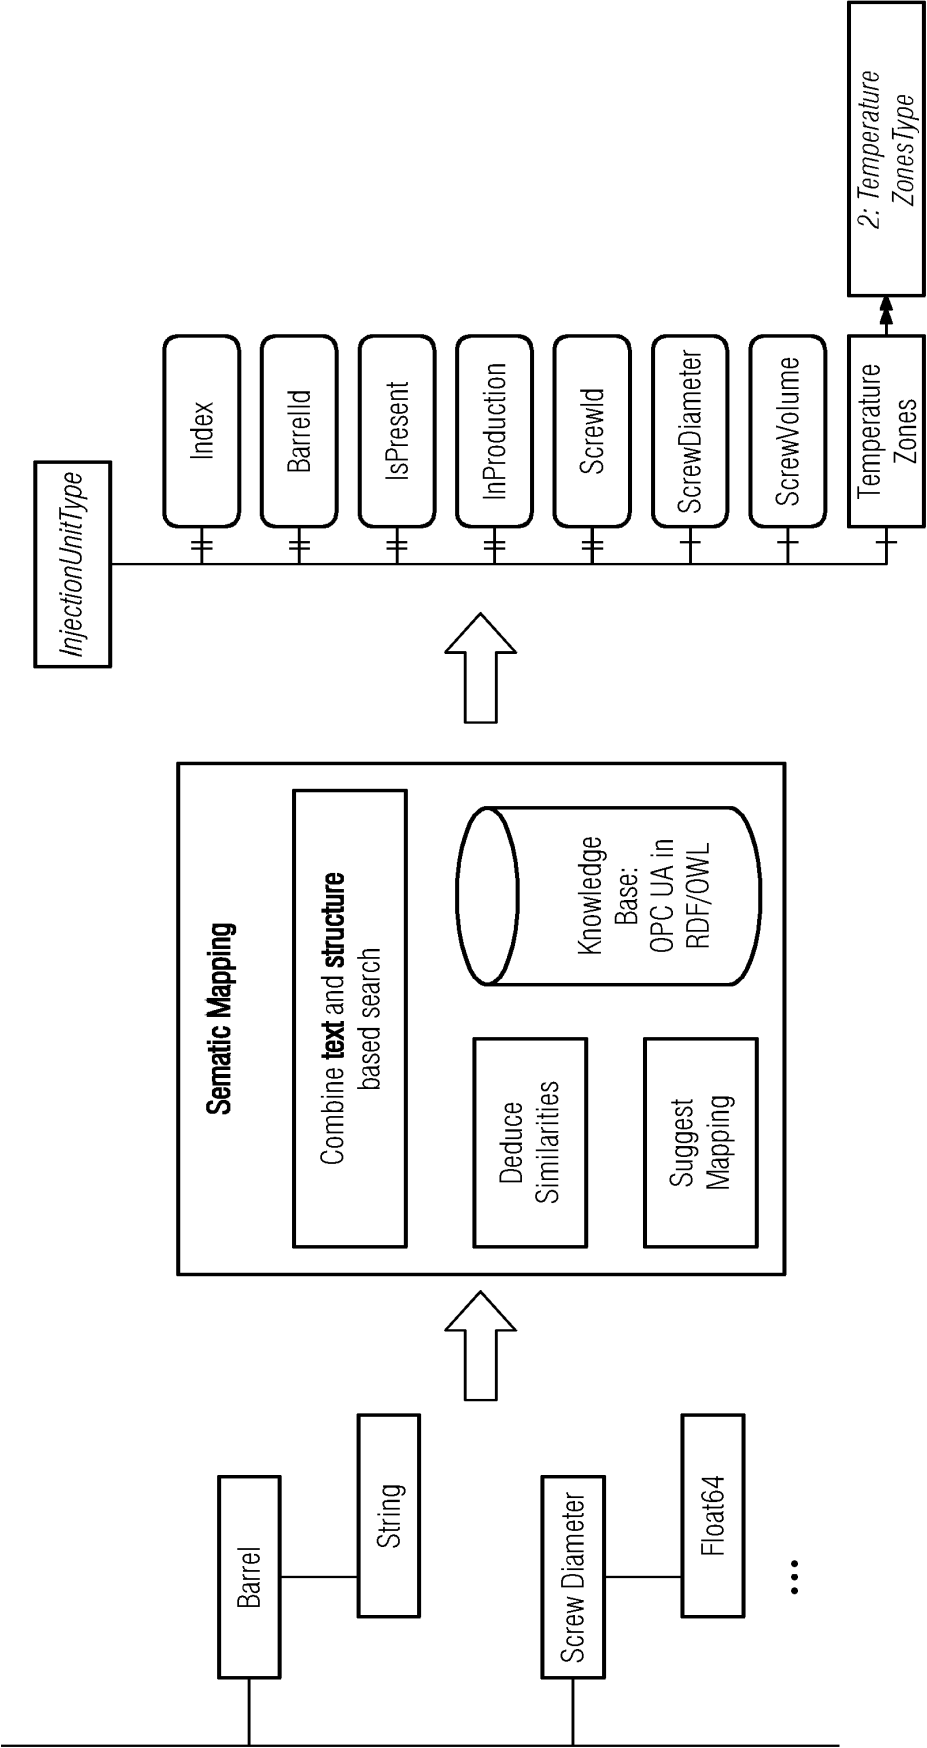 Barrel
String
Screw Diameter
Float64
...
Sematic Mapping
Combine text and structure
based search
Deduce
Similarities
Suggest
Mapping
Knowledge
Base:
OPC UA in
RDF/OWL
InjectionUnitType
Index
BarrelId
IsPresent
InProduction
ScrewId
ScrewDiameter
ScrewVolume
Temperature
Zones
2: Temperature
ZonesType